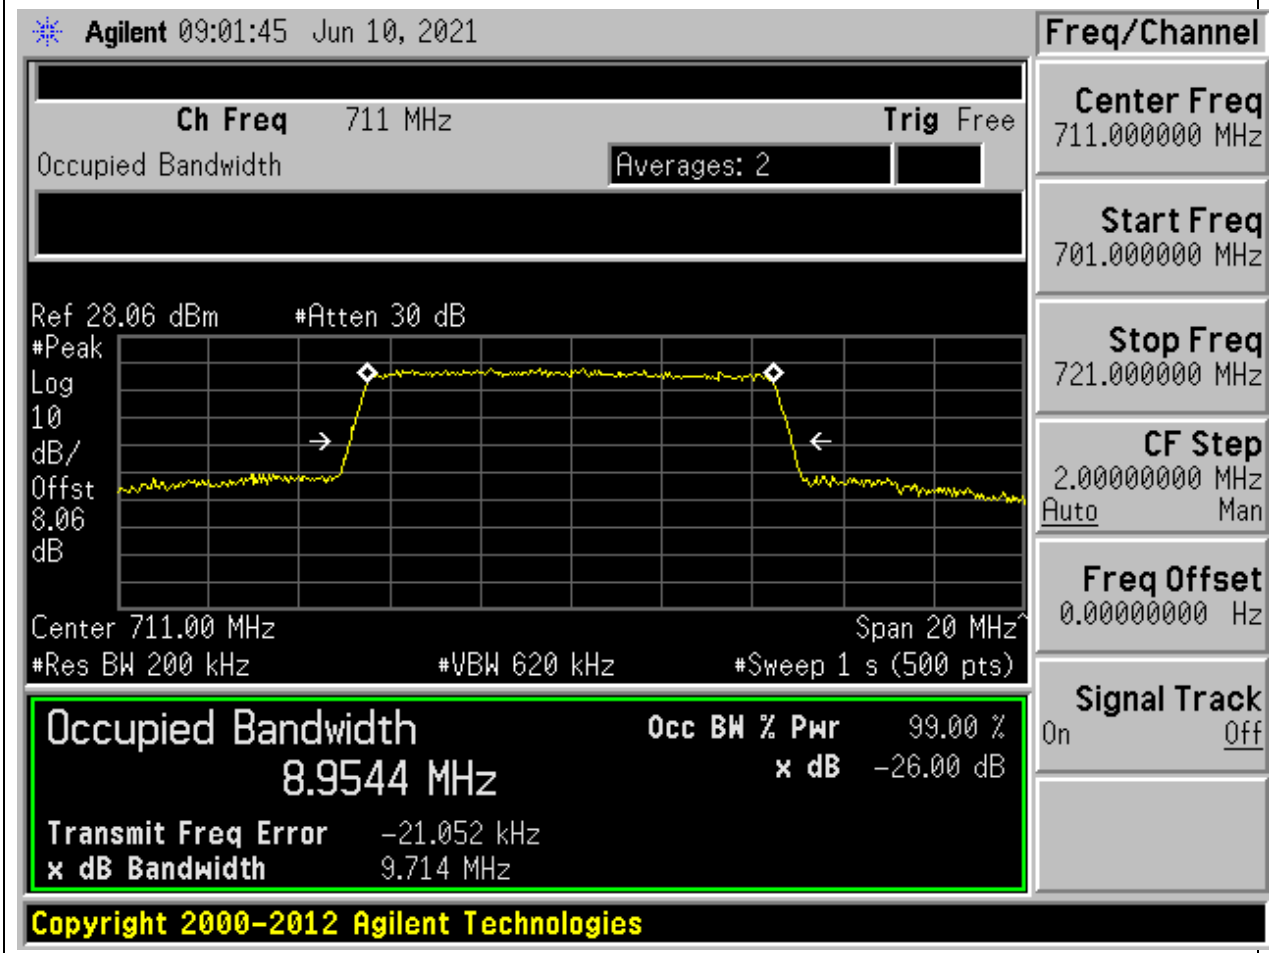 Agilent 09:01:45 Jun 10, 2021
Freq/Channel
Ch Freq 711 MHz Trig Free
Occupied Bandwidth Averages: 2
Center Freq
711.000000 MHz
Start Freq
701.000000 MHz
Stop Freq
721.000000 MHz
CF Step
2.00000000 MHz
Auto Man
Freq Offset
0.00000000 Hz
Signal Track
On Off
Ref 28.06 dBm #Atten 30 dB
#Peak
Log
10
dB/
Offst
8.06
dB
Center 711.00 MHz Span 20 MHz^
#Res BW 200 kHz #VBW 620 kHz #Sweep 1 s (500 pts)
Occupied Bandwidth Occ BW % Pwr 99.00 %
8.9544 MHz x dB -26.00 dB
Transmit Freq Error -21.052 kHz
x dB Bandwidth 9.714 MHz
Copyright 2000-2012 Agilent Technologies